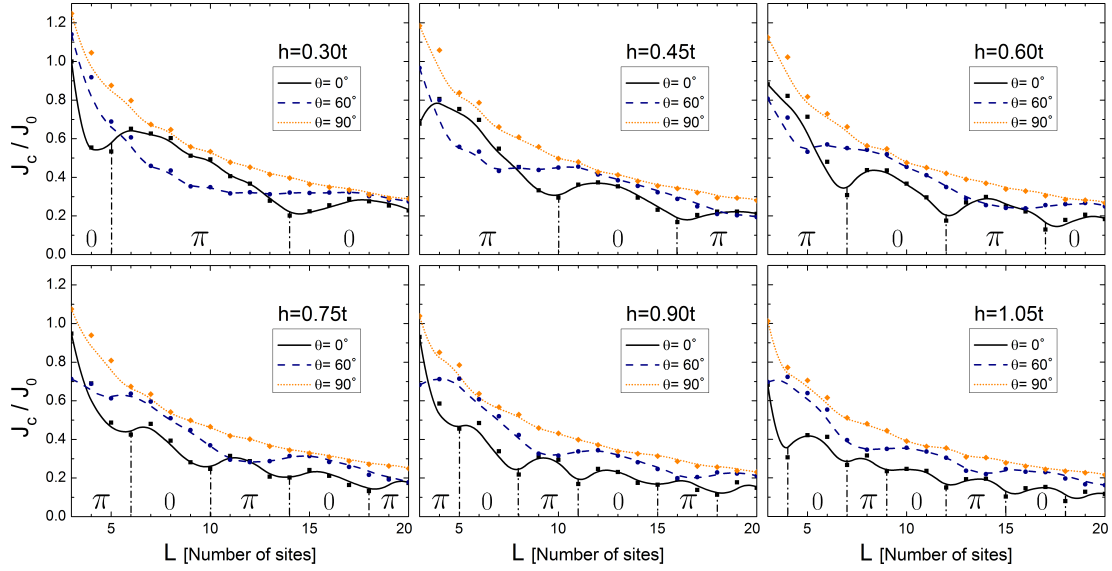 J_c / J_0
1.2
1.0
0.8
0.6
0.4
0.2
0.0
h=0.30t
θ= 0°
θ= 60°
θ= 90°
0 π 0
h=0.45t
θ= 0°
θ= 60°
θ= 90°
π 0 π
h=0.60t
θ= 0°
θ= 60°
θ= 90°
π 0 π 0
J_c / J_0
1.2
1.0
0.8
0.6
0.4
0.2
0.0
h=0.75t
θ= 0°
θ= 60°
θ= 90°
π 0 π 0 π
5 10 15 20
L [Number of sites]
h=0.90t
θ= 0°
θ= 60°
θ= 90°
π 0 π 0 π
5 10 15 20
L [Number of sites]
h=1.05t
θ= 0°
θ= 60°
θ= 90°
0 π 0 π 0
5 10 15 20
L [Number of sites]